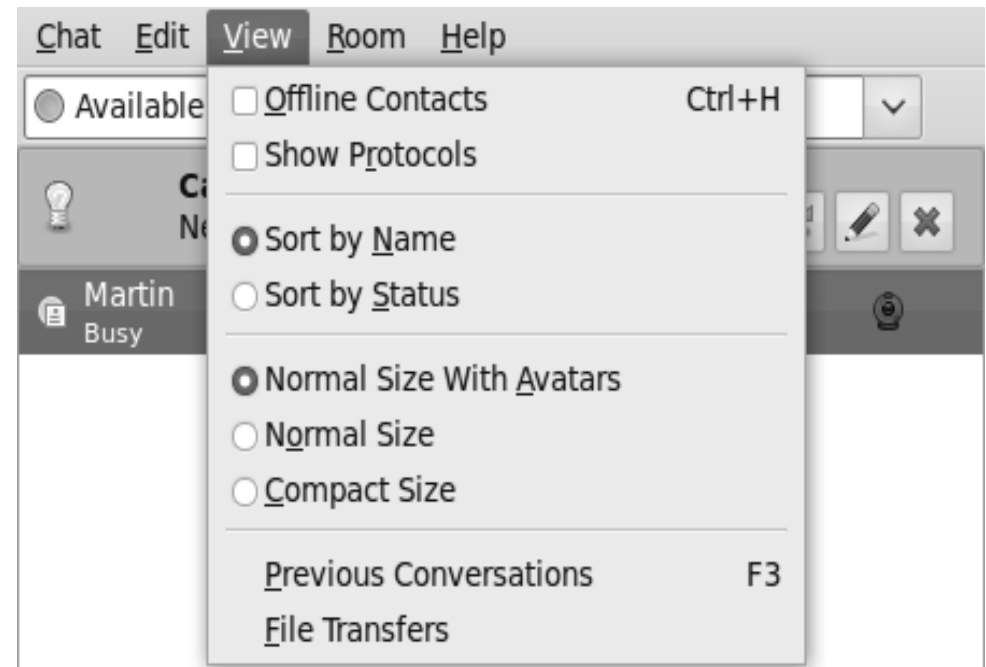 Chat Edit View Room Help
Available
Offline Contacts Ctrl+H
Show Protocols
Sort by Name
Sort by Status
Martin
Busy
Normal Size With Avatars
Normal Size
Compact Size
Previous Conversations F3
File Transfers